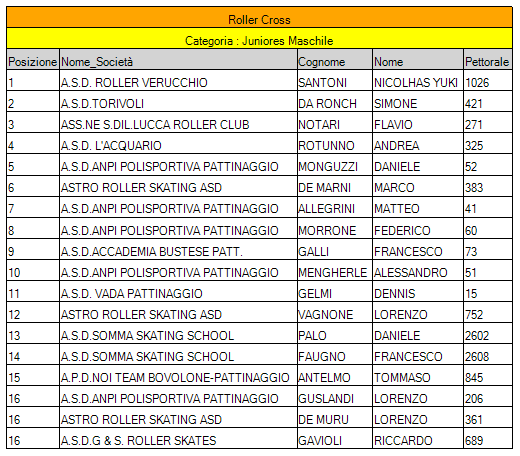 Roller Cross
Categoria : Juniores Maschile
Posizione Nome_Società Cognome Nome Pettorale
1 A.S.D. ROLLER VERUCCHIO SANTONI NICOLHAS YUKI 1026
2 A.S.D.TORIVOLI DA RONCH SIMONE 421
3 ASS.NE S.DIL.LUCCA ROLLER CLUB NOTARI FLAVIO 271
4 A.S.D. L'ACQUARIO ROTUNNO ANDREA 325
5 A.S.D.ANPI POLISPORTIVA PATTINAGGIO MONGUZZI DANIELE 52
6 ASTRO ROLLER SKATING ASD DE MARNI MARCO 383
7 A.S.D.ANPI POLISPORTIVA PATTINAGGIO ALLEGRINI MATTEO 41
8 A.S.D.ANPI POLISPORTIVA PATTINAGGIO MORRONE FEDERICO 60
9 A.S.D.ACCADEMIA BUSTESE PATT. GALLI FRANCESCO 73
10 A.S.D.ANPI POLISPORTIVA PATTINAGGIO MENGHERLE ALESSANDRO 51
11 A.S.D. VADA PATTINAGGIO GELMI DENNIS 15
12 ASTRO ROLLER SKATING ASD VAGNONE LORENZO 752
13 A.S.D.SOMMA SKATING SCHOOL PALO DANIELE 2602
14 A.S.D.SOMMA SKATING SCHOOL FAUGNO FRANCESCO 2608
15 A.P.D.NOI TEAM BOVOLONE-PATTINAGGIO ANTELMO TOMMASO 845
16 A.S.D.ANPI POLISPORTIVA PATTINAGGIO GUSLANDI LORENZO 206
16 ASTRO ROLLER SKATING ASD DE MURU LORENZO 361
16 A.S.D.G & S. ROLLER SKATES GAVIOLI RICCARDO 689